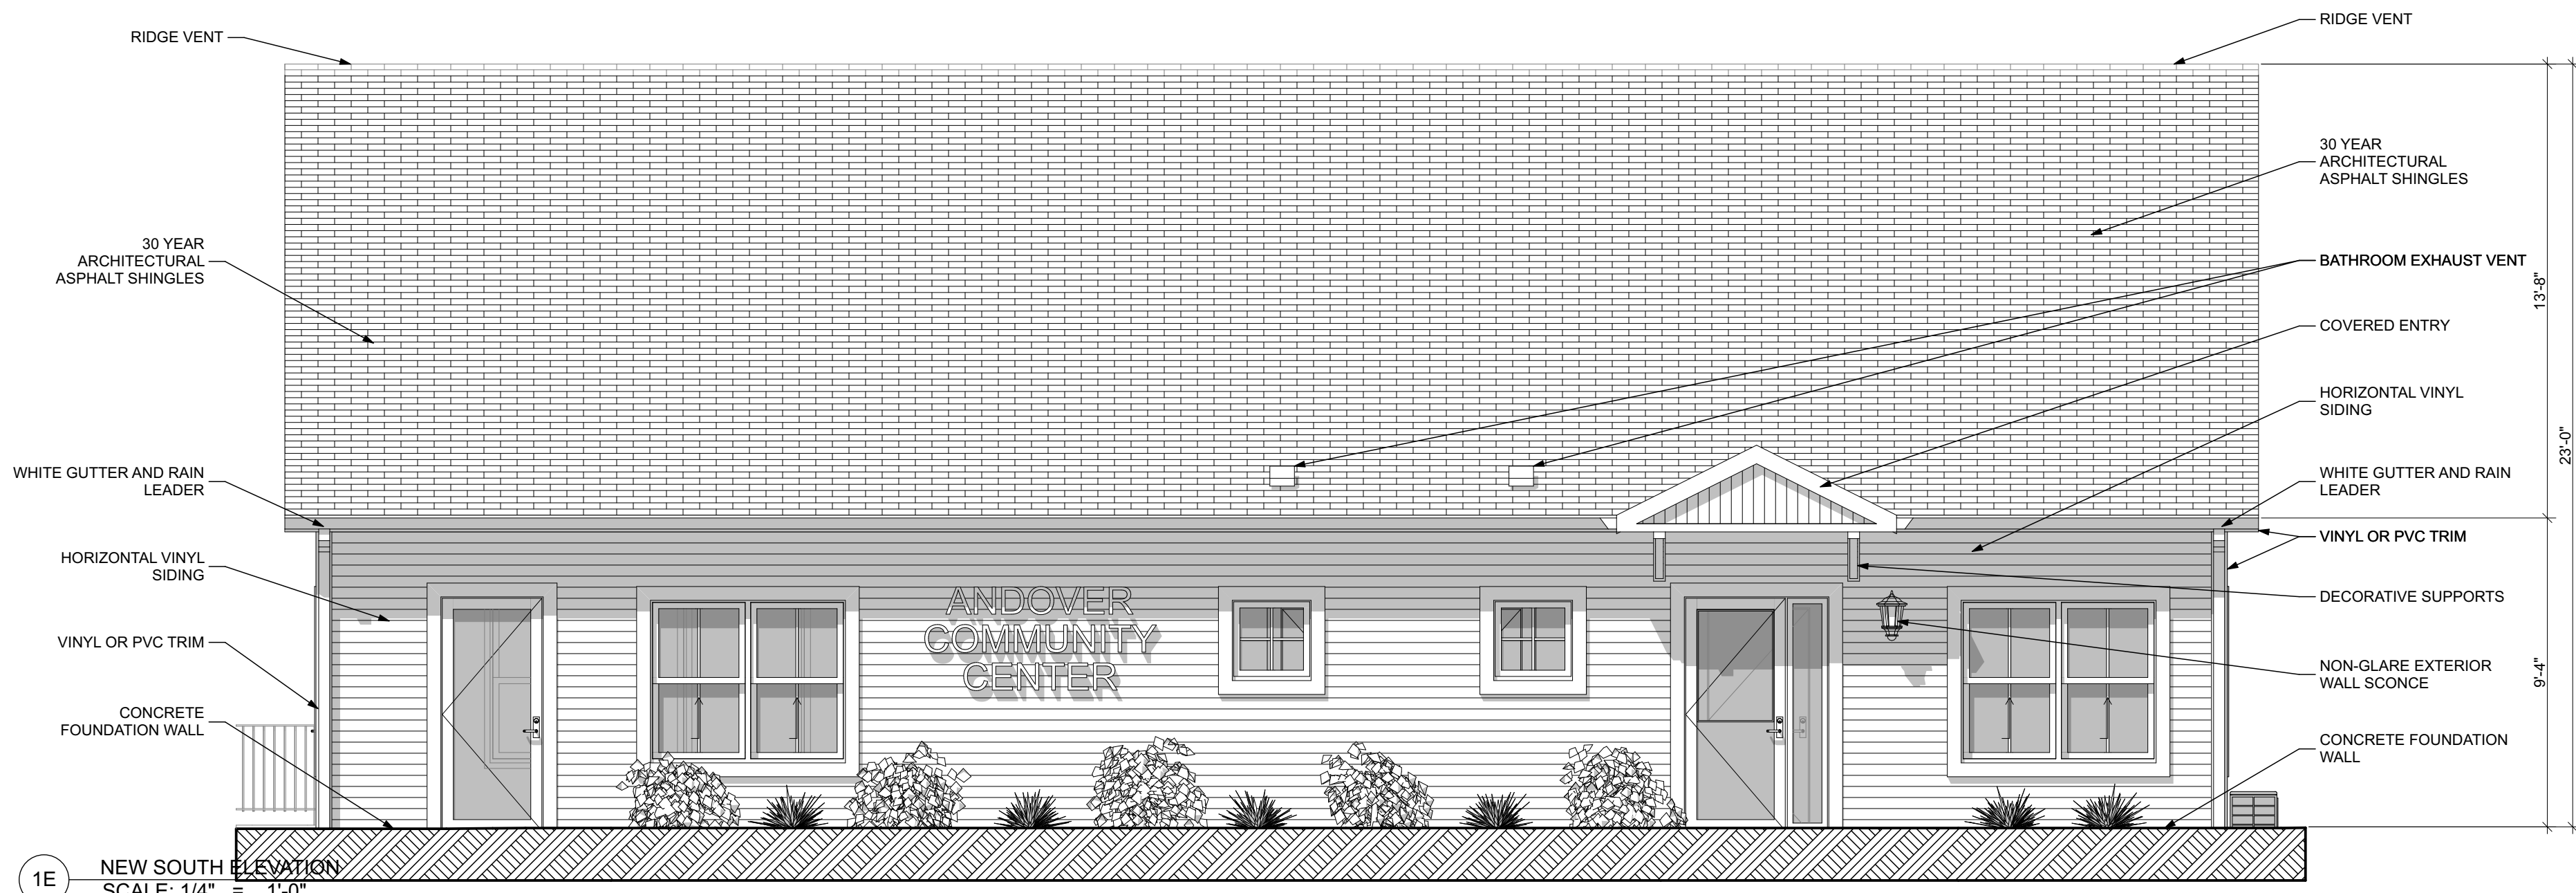 RIDGE VENT
30 YEAR
ARCHITECTURAL
ASPHALT SHINGLES
WHITE GUTTER AND RAIN
LEADER
HORIZONTAL VINYL
SIDING
VINYL OR PVC TRIM
CONCRETE
FOUNDATION WALL
ANDOVER
COMMUNITY
CENTER
RIDGE VENT
30 YEAR
ARCHITECTURAL
ASPHALT SHINGLES
BATHROOM EXHAUST VENT
COVERED ENTRY
HORIZONTAL VINYL
SIDING
WHITE GUTTER AND RAIN
LEADER
VINYL OR PVC TRIM
DECORATIVE SUPPORTS
NON-GLARE EXTERIOR
WALL SCONCE
CONCRETE FOUNDATION
WALL
13'-8"
9'-4"
23'-0"
1E
NEW SOUTH ELEVATION
SCALE: 1/4" = 1'-0"